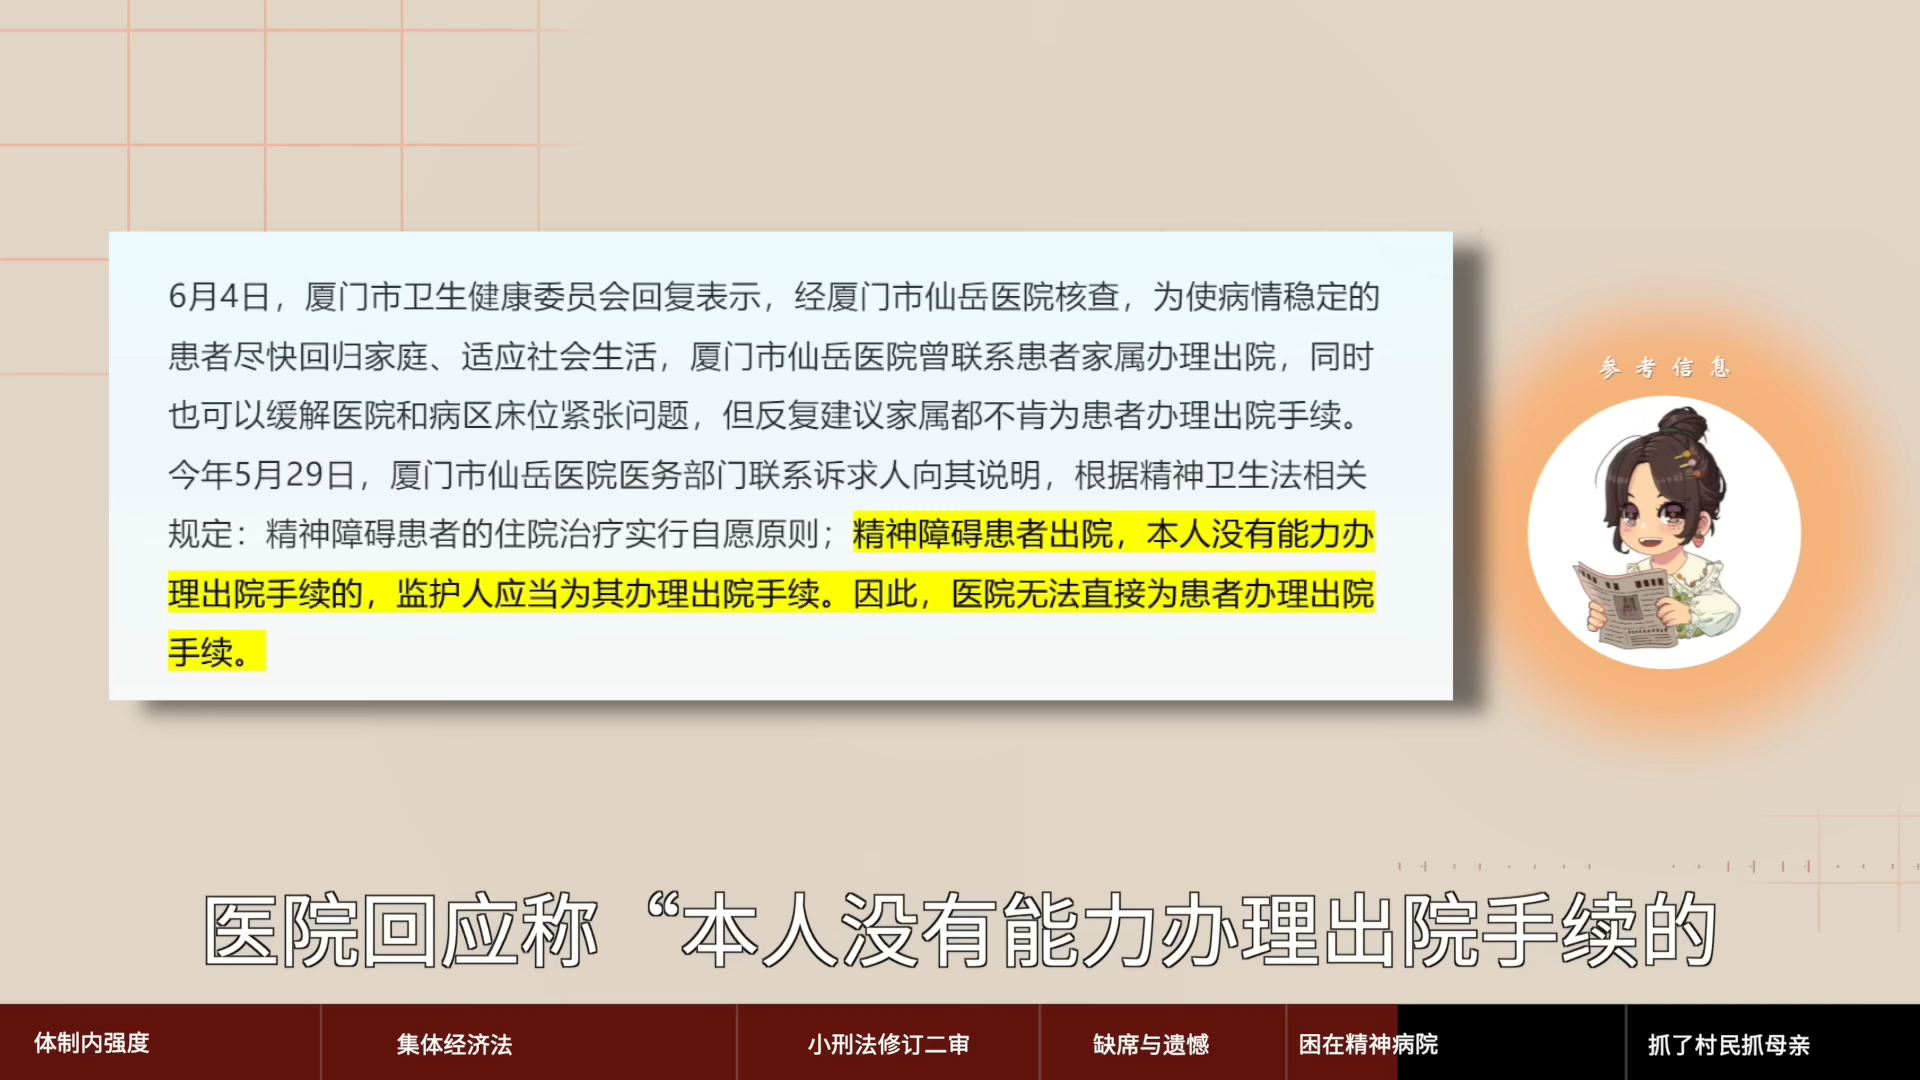 6月4日，厦门市卫生健康委员会回复表示，经厦门市仙岳医院核查，为使病情稳定的
患者尽快回归家庭、适应社会生活，厦门市仙岳医院曾联系患者家属办理出院，同时
也可以缓解医院和病区床位紧张问题，但反复建议家属都不肯为患者办理出院手续。
今年5月29日，厦门市仙岳医院医务部门联系诉求人向其说明，根据精神卫生法相关
规定：精神障碍患者的住院治疗实行自愿原则；精神障碍患者出院，本人没有能力办
理出院手续的，监护人应当为其办理出院手续。因此，医院无法直接为患者办理出院
手续。
参考信息
医院回应称“本人没有能力办理出院手续的
体制内强度
集体经济法
小刑法修订二审
缺席与遗憾
困在精神病院
抓了村民抓母亲